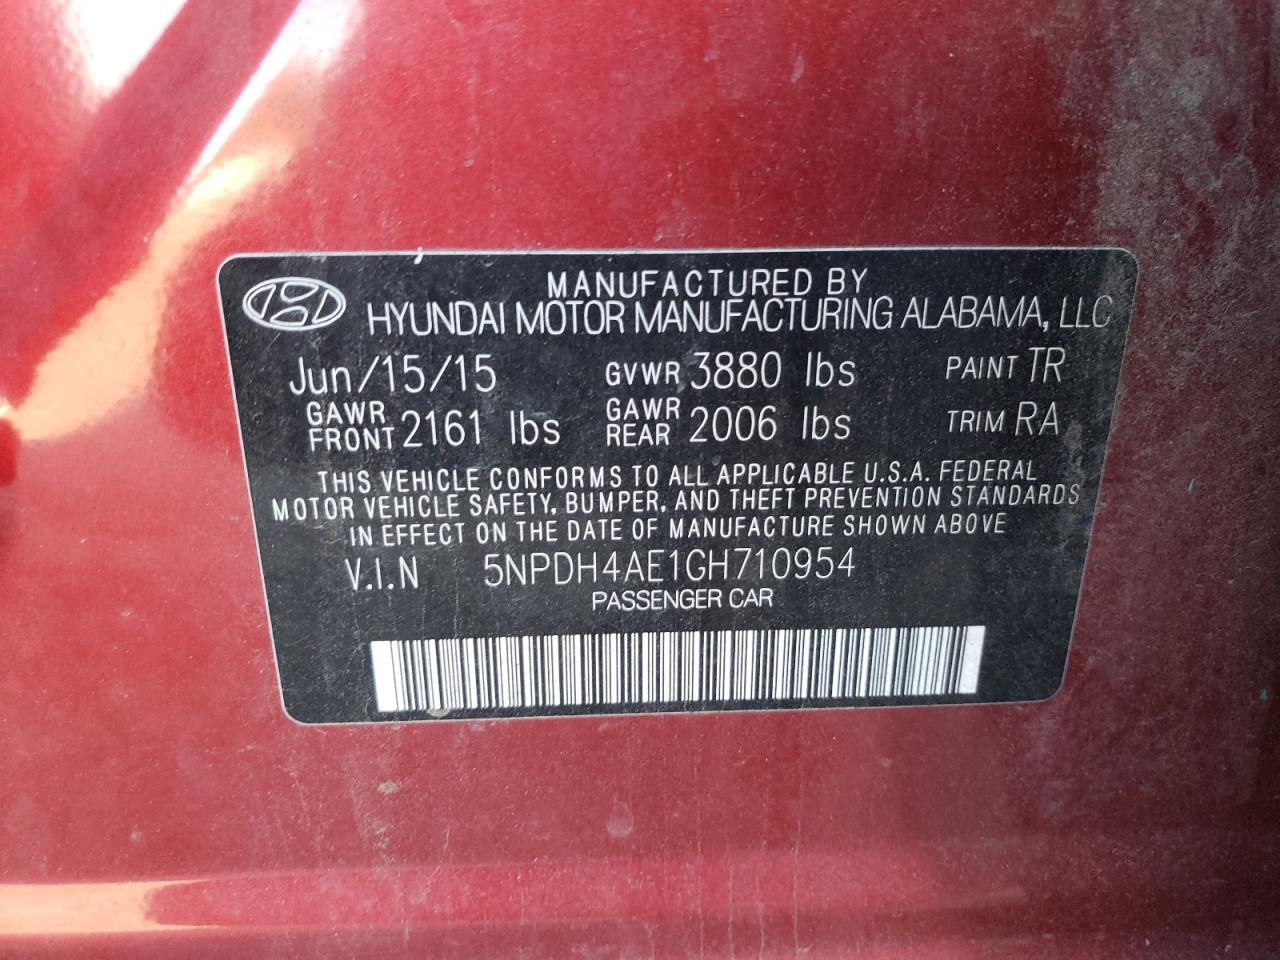 MANUFACTURED BY
HYUNDAI MOTOR MANUFACTURING ALABAMA, LLC
Jun/15/15 GVWR 3880 lbs PAINT TR
GAWR FRONT 2161 lbs GAWR REAR 2006 lbs TRIM RA
THIS VEHICLE CONFORMS TO ALL APPLICABLE U.S.A. FEDERAL
MOTOR VEHICLE SAFETY, BUMPER, AND THEFT PREVENTION STANDARDS
IN EFFECT ON THE DATE OF MANUFACTURE SHOWN ABOVE
V.I.N 5NPDH4AE1GH710954
PASSENGER CAR